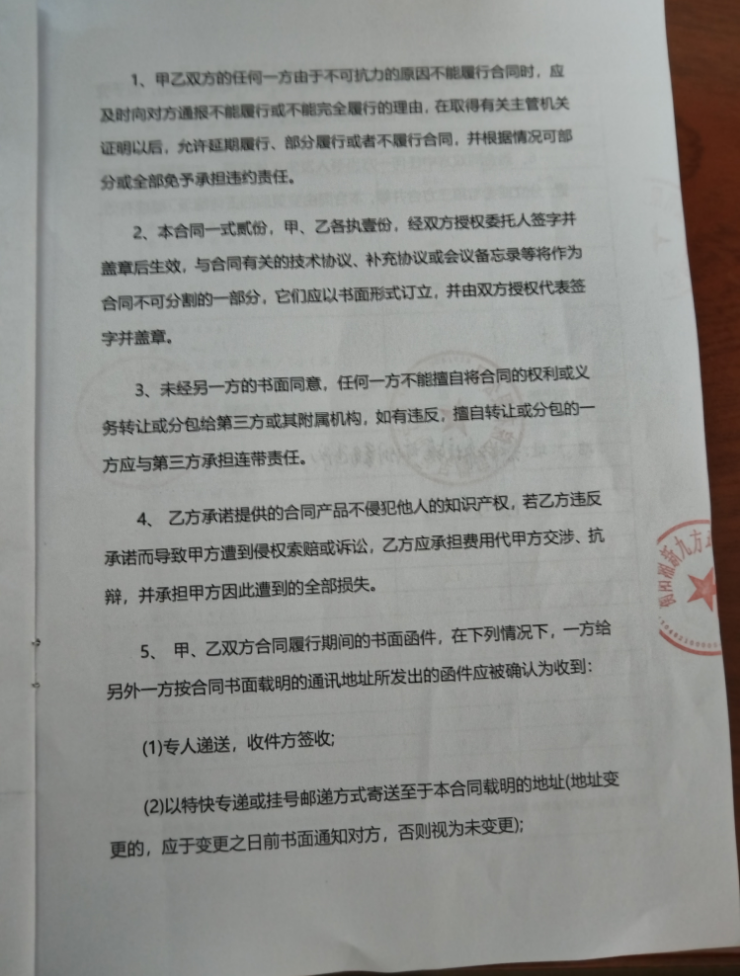 1、甲乙双方的任何一方由于不可抗力的原因不能履行合同时，应
及时向对方通报不能履行或不能完全履行的理由，在取得有关主管机关
证明以后，允许延期履行、部分履行或者不履行合同，并根据情况可部
分或全部免予承担违约责任。
2、本合同一式贰份，甲、乙各执壹份，经双方授权委托人签字并
盖章后生效，与合同有关的技术协议、补充协议或会议备忘录等将作为
合同不可分割的一部分，它们应以书面形式订立，并由双方授权代表签
字并盖章。
3、未经另一方的书面同意，任何一方不能擅自将合同的权利或义
务转让或分包给第三方或其附属机构，如有违反，擅自转让或分包的一
方应与第三方承担连带责任。
4、 乙方承诺提供的合同产品不侵犯他人的知识产权，若乙方违反
承诺而导致甲方遭到侵权索赔或诉讼，乙方应承担费用代甲方交涉、抗
辩，并承担甲方因此遭到的全部损失。
5、 甲、乙双方合同履行期间的书面函件，在下列情况下，一方给
另外一方按合同书面载明的通讯地址所发出的函件应被确认为收到：
(1)专人递送，收件方签收;
(2)以特快专递或挂号邮递方式寄送至于本合同载明的地址(地址变
更的，应于变更之日前书面通知对方，否则视为未变更);